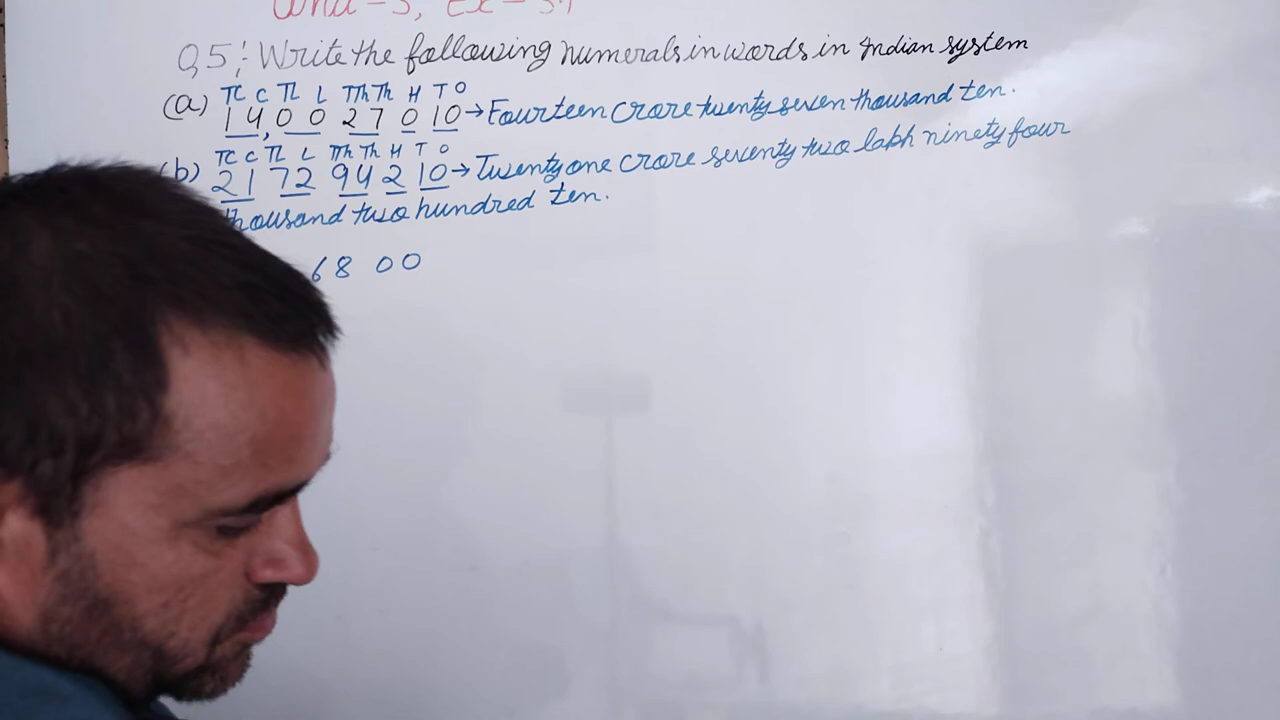 Q5:- Write the following numerals in words in Indian system
TC C TL L TTh Th H T O
(a) 14,00 27 0 10 → Fourteen crore twenty seven thousand ten.
TC C TL L TTh Th H T O
(b) 21 72 94 2 10 → Twenty one crore seventy two lakh ninety four
thousand two hundred ten.
68 00